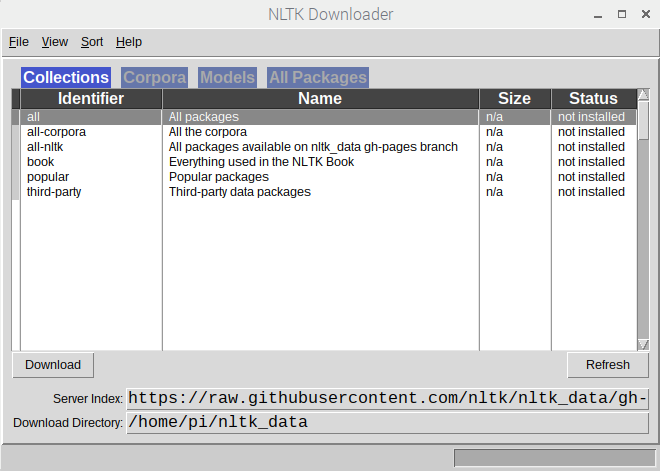 NLTK Downloader
File View Sort Help
Collections Corpora Models All Packages
Identifier Name Size Status
all All packages n/a not installed
all-corpora All the corpora n/a not installed
all-nltk All packages available on nltk_data gh-pages branch n/a not installed
book Everything used in the NLTK Book n/a not installed
popular Popular packages n/a not installed
third-party Third-party data packages n/a not installed
Download Refresh
Server Index: https://raw.githubusercontent.com/nltk/nltk_data/gh-
Download Directory: /home/pi/nltk_data